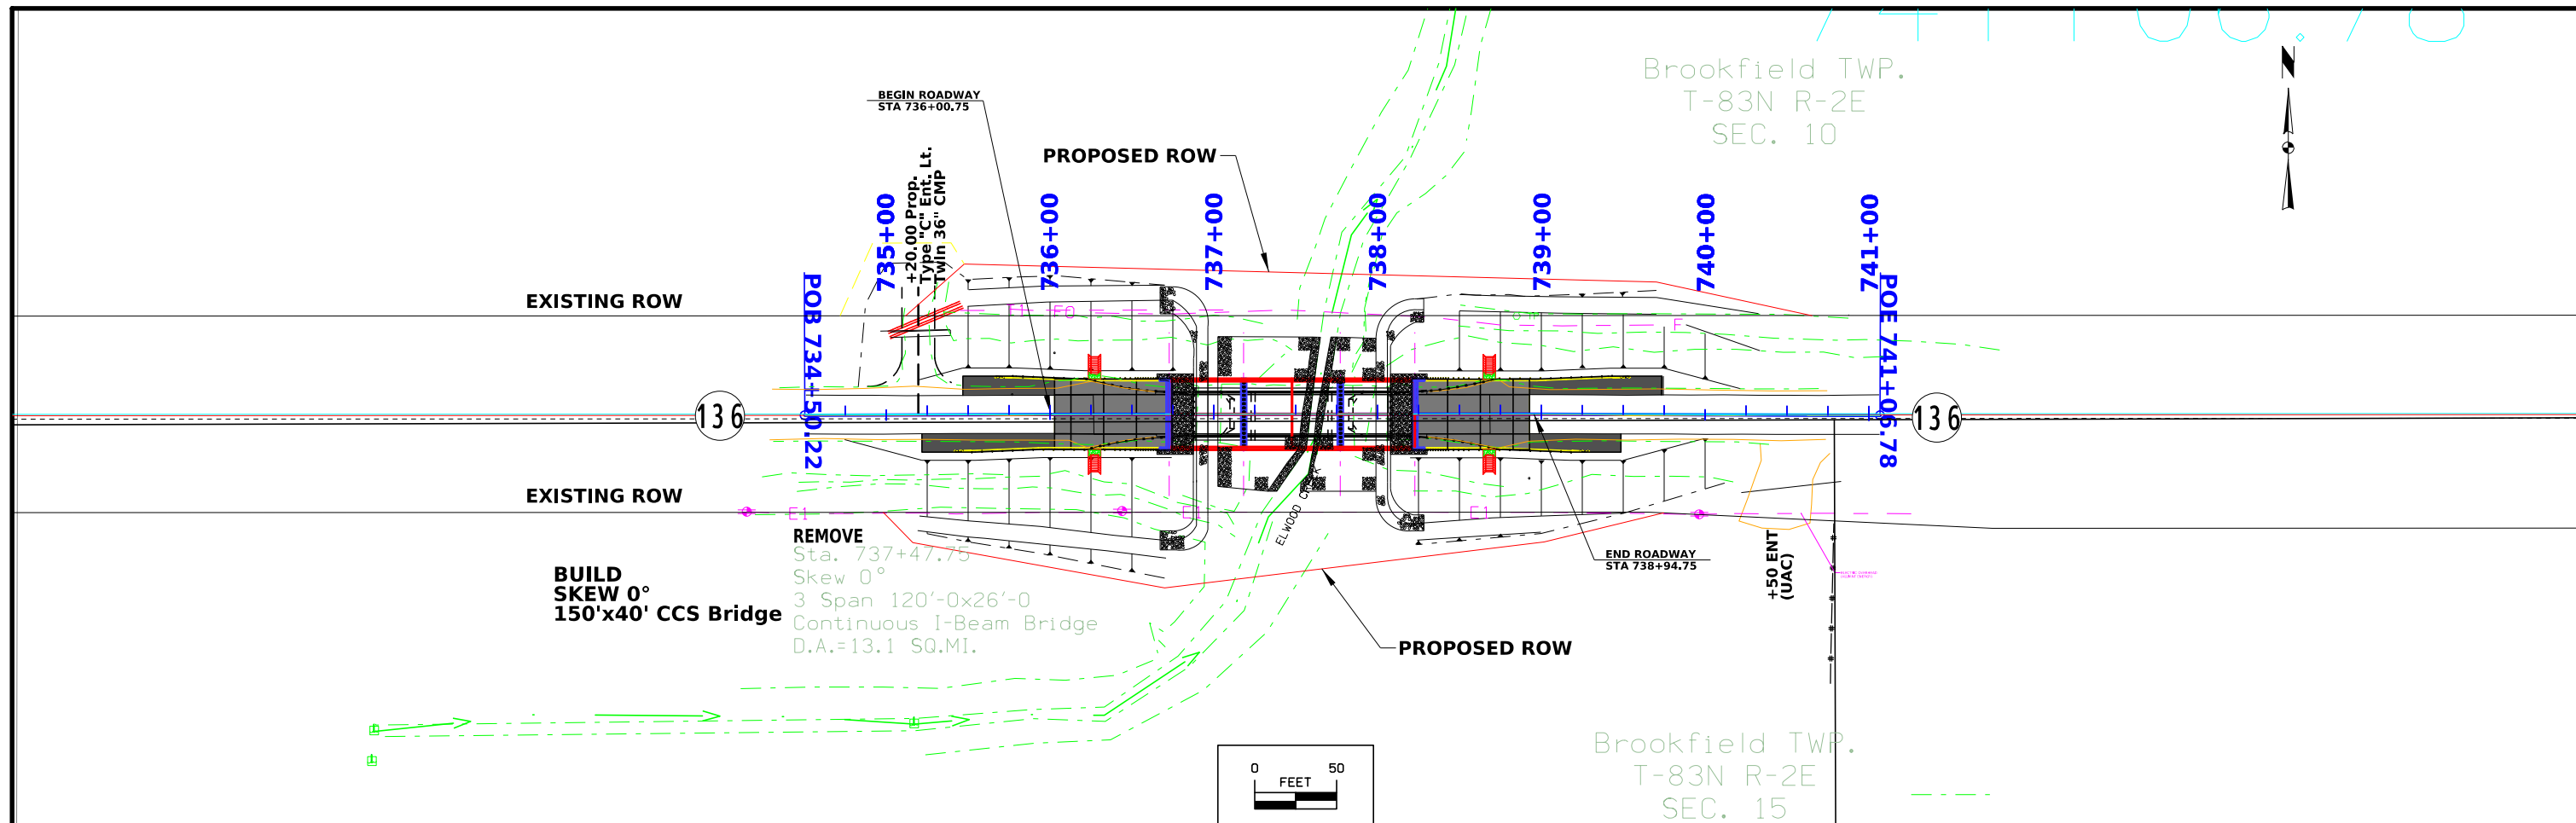 Brookfield TWP.
T-83N R-2E
SEC. 10
N
BEGIN ROADWAY
STA 736+00.75
PROPOSED ROW
+20.00 Prop.
Type "C" Ent. Lt.
Twin 36" CMP
735+00
736+00
737+00
738+00
739+00
740+00
741+00
POB 734+50.22
POE 741+06.78
EXISTING ROW
FO
F
136
136
EXISTING ROW
E1
E1
E1
ELWOOD CREEK
REMOVE
Sta. 737+47.75
Skew 0°
3 Span 120'-0x26'-0
Continuous I-Beam Bridge
D.A.=13.1 SQ.MI.
BUILD
SKEW 0°
150'x40' CCS Bridge
END ROADWAY
STA 738+94.75
+50 ENT
(UAC)
PROPOSED ROW
Brookfield TWP.
T-83N R-2E
SEC. 15
0 50
FEET